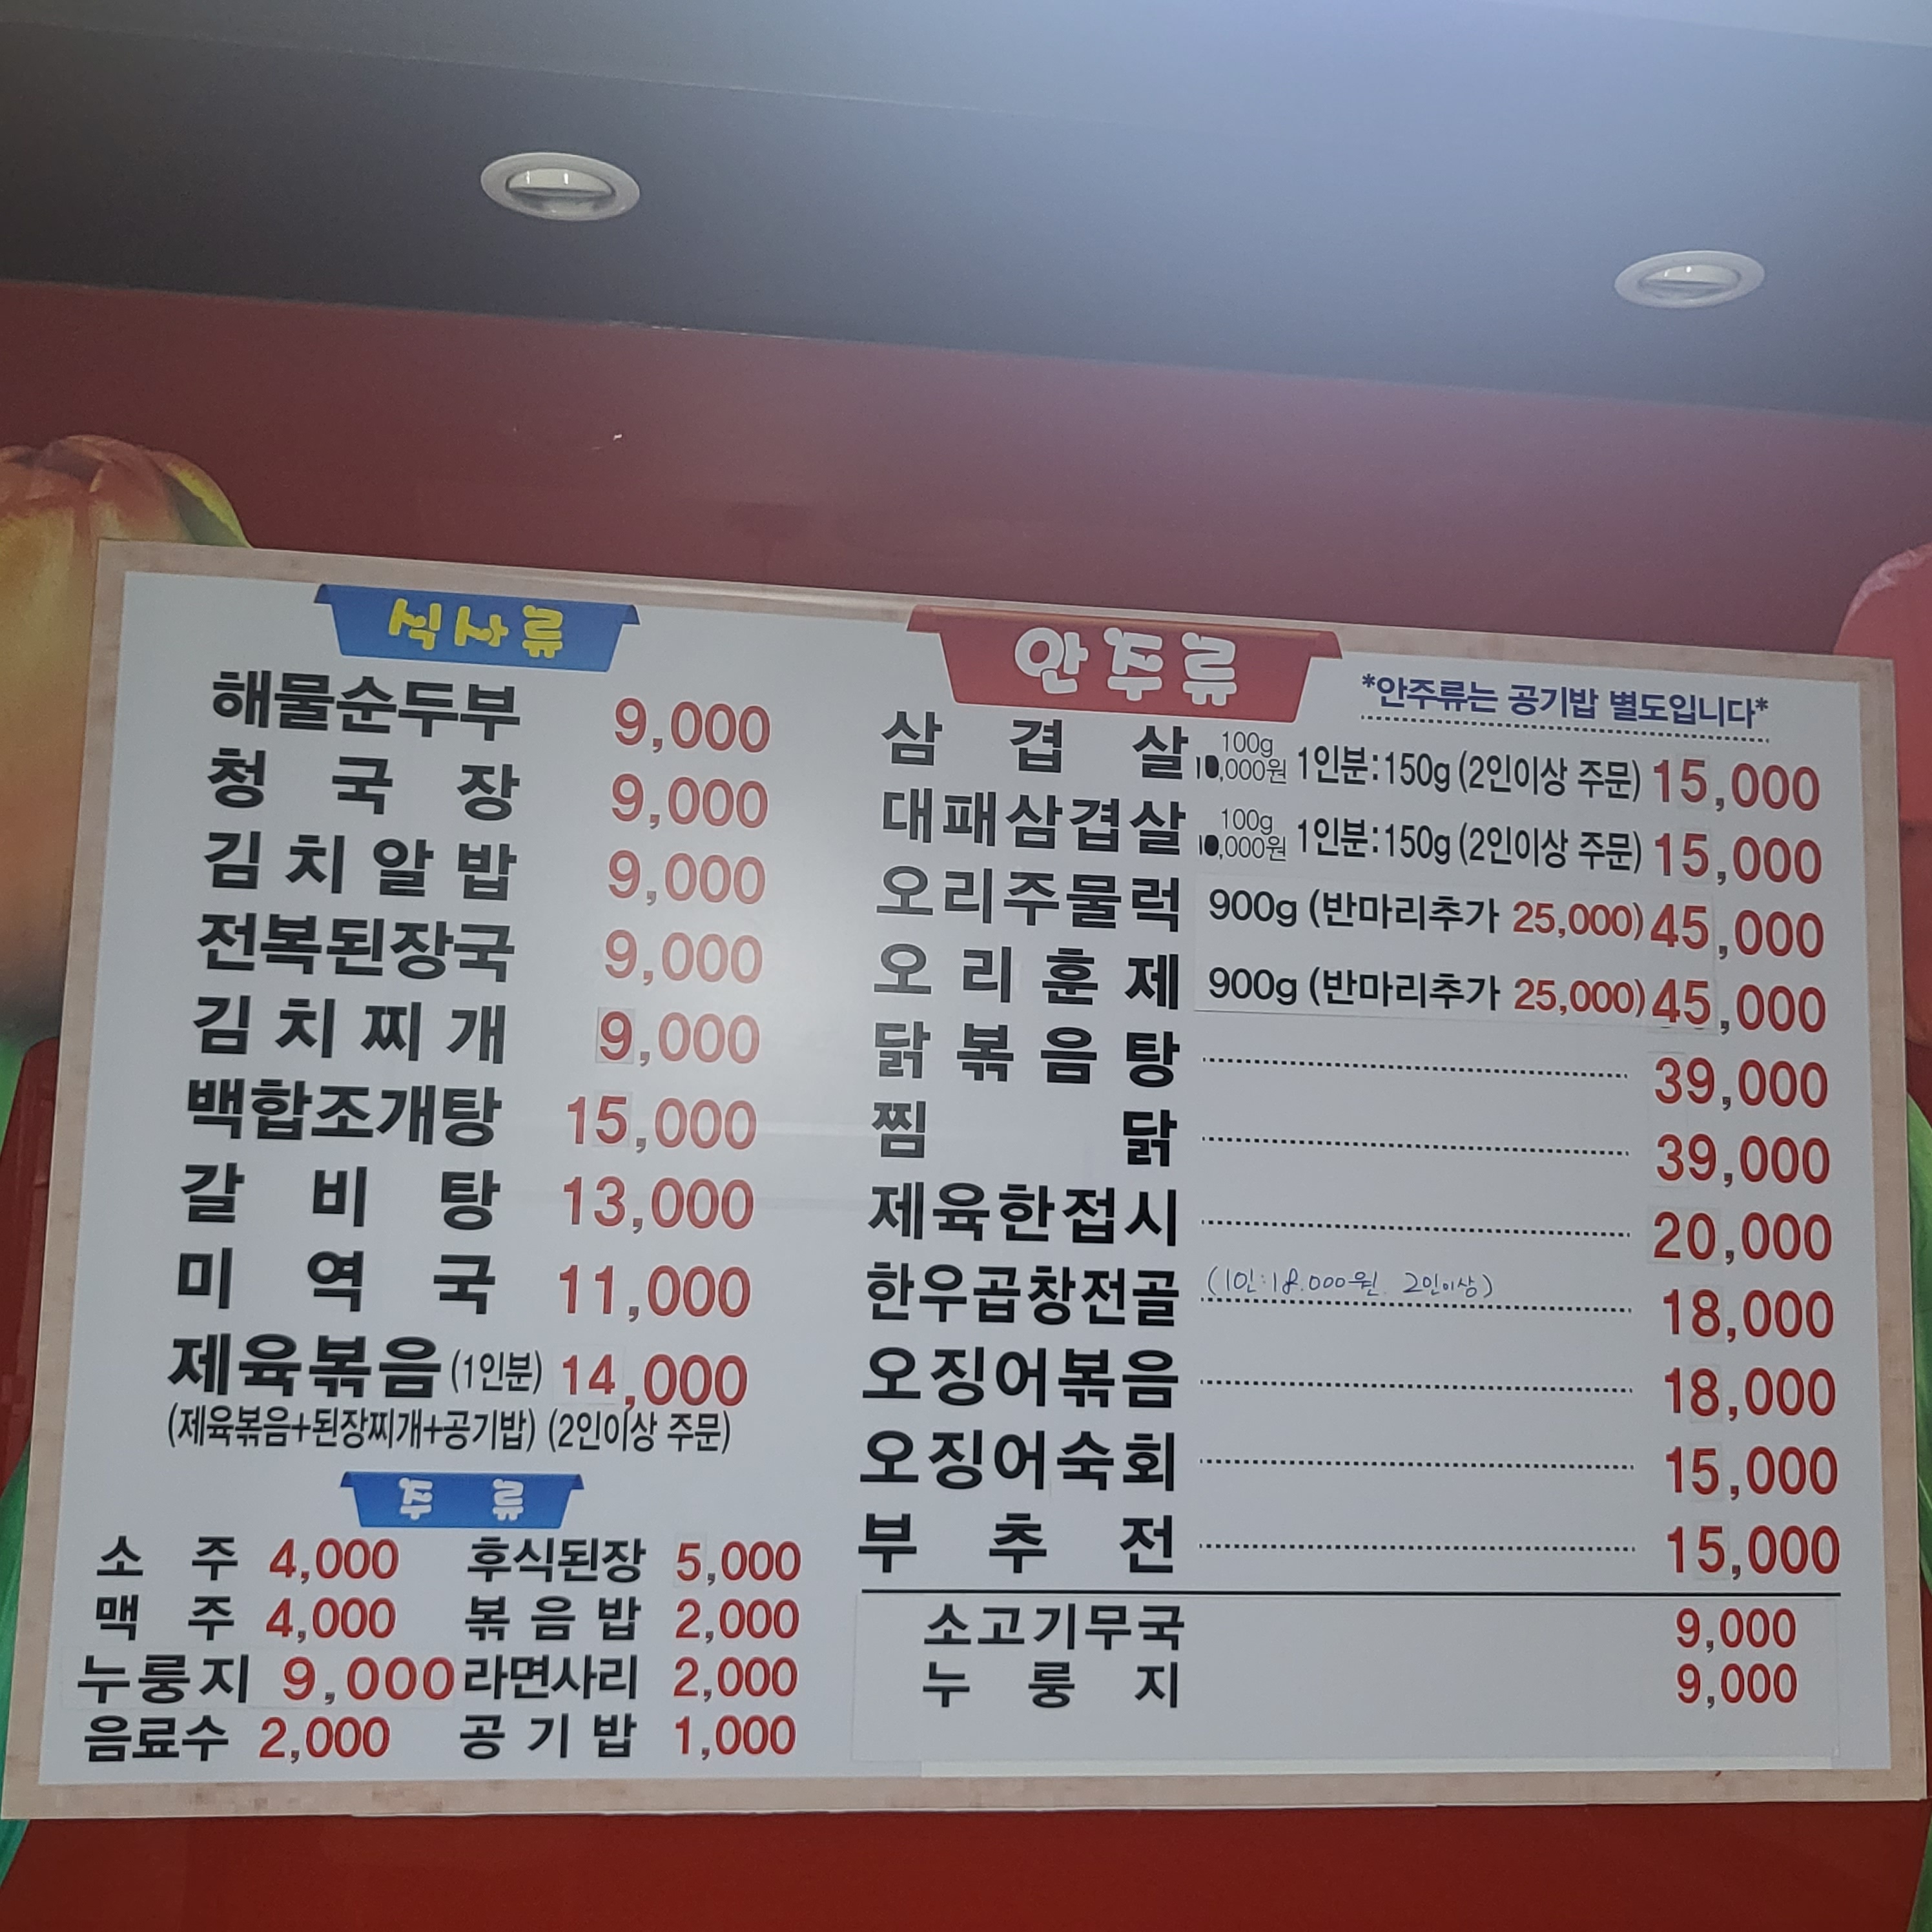 식사류
해물순두부 9,000
청국장 9,000
김치알밥 9,000
전복된장국 9,000
김치찌개 9,000
백합조개탕 15,000
갈비탕 13,000
미역국 11,000
제육볶음 (1인분) 14,000
(제육볶음+된장찌개+공기밥) (2인이상 주문)
주류
소주 4,000 후식된장 5,000
맥주 4,000 볶음밥 2,000
누룽지 9,000 라면사리 2,000
음료수 2,000 공기밥 1,000
안주류
*안주류는 공기밥 별도입니다*
삼겹살 100g 10,000원 1인분:150g (2인이상 주문) 15,000
대패삼겹살 100g 10,000원 1인분:150g (2인이상 주문) 15,000
오리주물럭 900g (반마리추가 25,000) 45,000
오리훈제 900g (반마리추가 25,000) 45,000
닭볶음탕 39,000
찜닭 39,000
제육한접시 20,000
한우곱창전골 (1인:18.000원. 2인이상) 18,000
오징어볶음 18,000
오징어숙회 15,000
부추전 15,000
소고기무국 9,000
누룽지 9,000